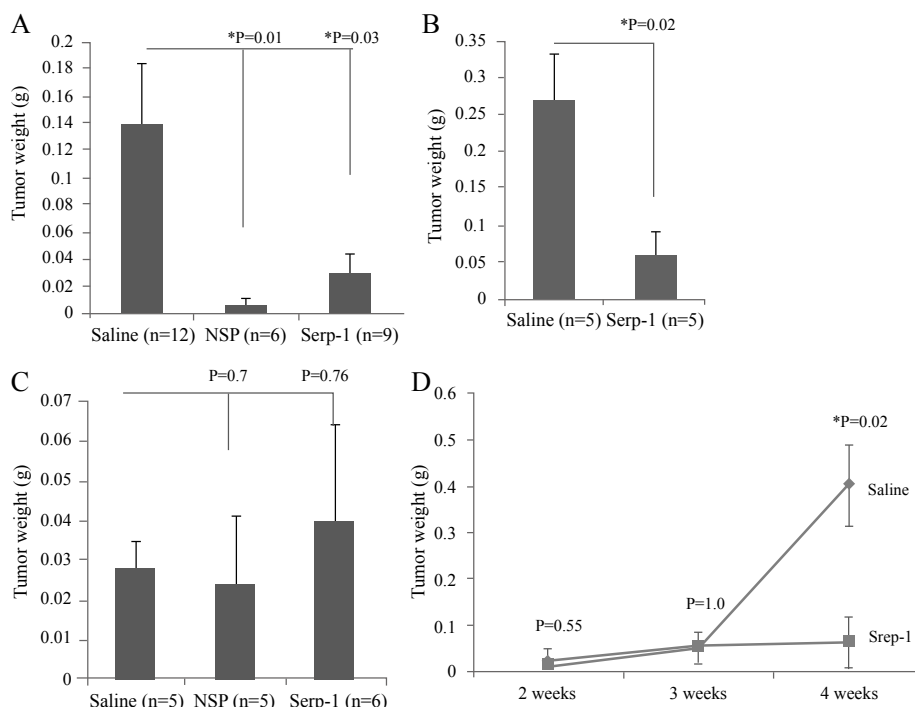 A
*P=0.01
*P=0.03
Tumor weight (g)
0.2
0.18
0.16
0.14
0.12
0.1
0.08
0.06
0.04
0.02
0
Saline (n=12)
NSP (n=6)
Serp-1 (n=9)
B
*P=0.02
Tumor weight (g)
0.35
0.3
0.25
0.2
0.15
0.1
0.05
0
Saline (n=5)
Serp-1 (n=5)
C
P=0.7
P=0.76
Tumor weight (g)
0.07
0.06
0.05
0.04
0.03
0.02
0.01
0.00
Saline (n=5)
NSP (n=5)
Serp-1 (n=6)
D
Tumor weight (g)
0.6
0.5
0.4
0.3
0.2
0.1
0
P=0.55
P=1.0
*P=0.02
Saline
Srep-1
2 weeks
3 weeks
4 weeks